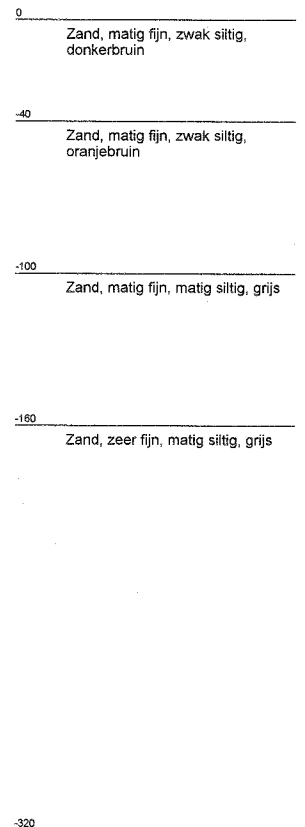 0
Zand, matig fijn, zwak siltig,
donkerbruin
-40
Zand, matig fijn, zwak siltig,
oranjebruin
-100
Zand, matig fijn, matig siltig, grijs
-160
Zand, zeer fijn, matig siltig, grijs
-320